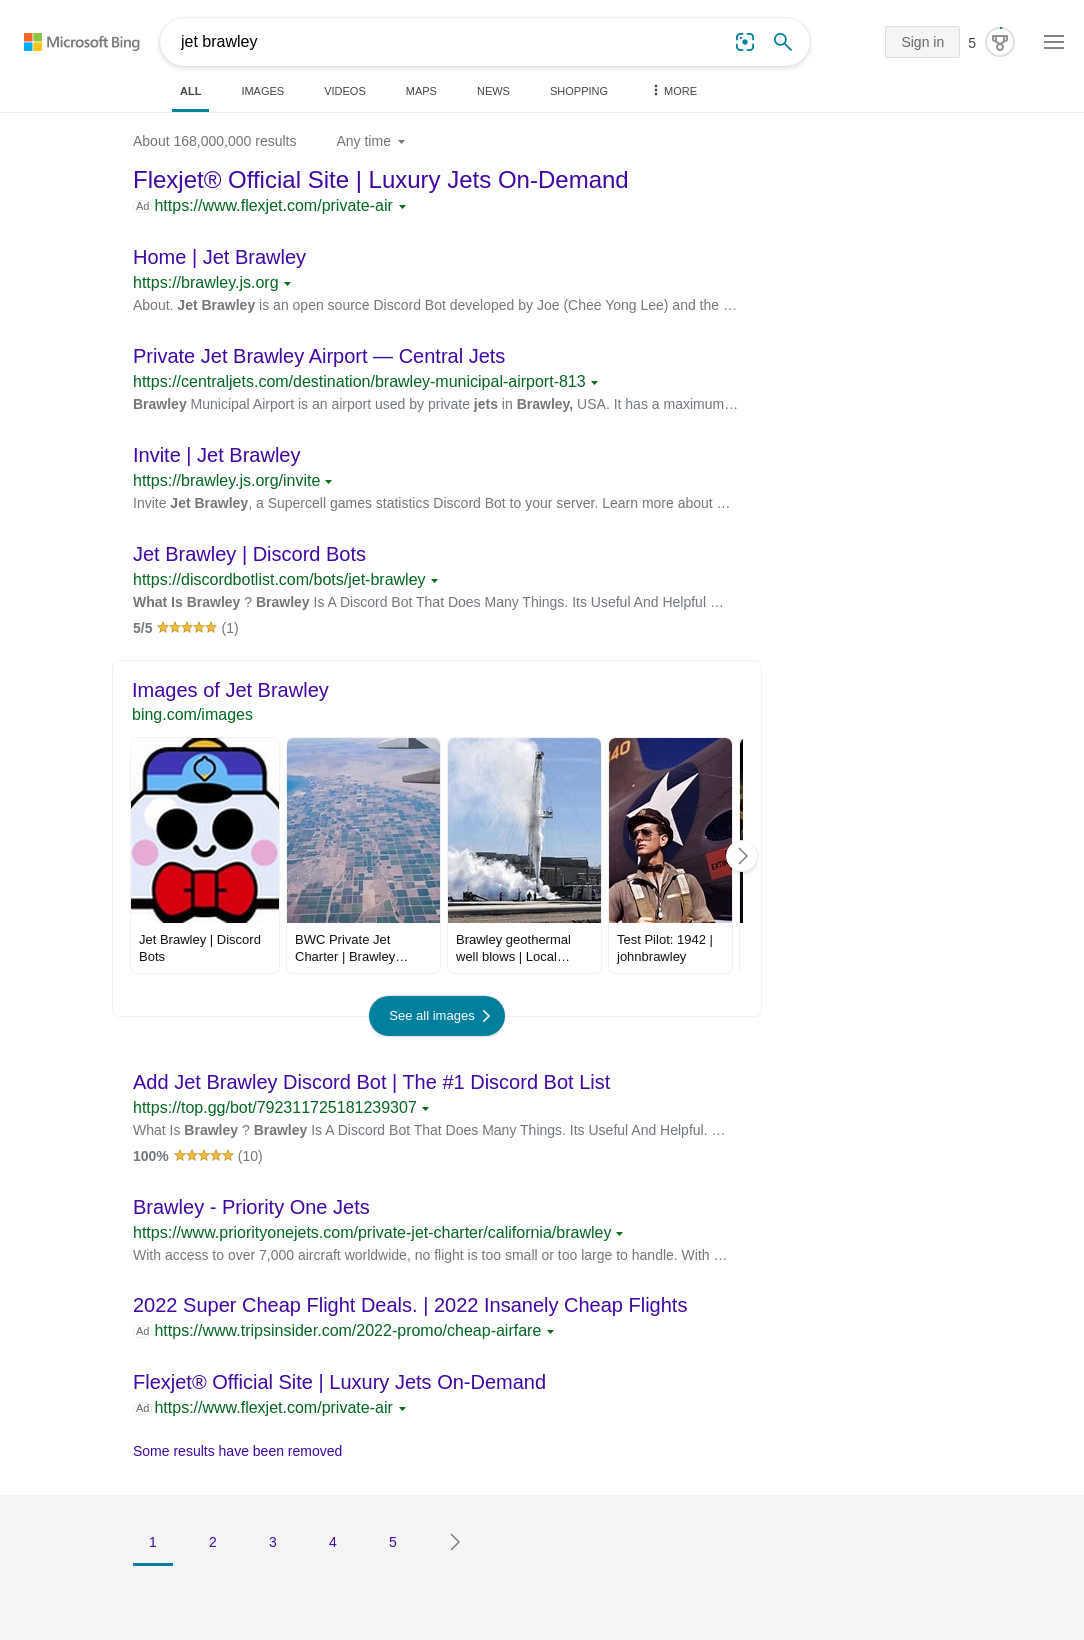 Microsoft Bing
jet brawley
Sign in
5
ALL
IMAGES
VIDEOS
MAPS
NEWS
SHOPPING
MORE
About 168,000,000 results
Any time
Flexjet® Official Site | Luxury Jets On-Demand
Ad https://www.flexjet.com/private-air
Home | Jet Brawley
https://brawley.js.org
About. Jet Brawley is an open source Discord Bot developed by Joe (Chee Yong Lee) and the …
Private Jet Brawley Airport — Central Jets
https://centraljets.com/destination/brawley-municipal-airport-813
Brawley Municipal Airport is an airport used by private jets in Brawley, USA. It has a maximum…
Invite | Jet Brawley
https://brawley.js.org/invite
Invite Jet Brawley, a Supercell games statistics Discord Bot to your server. Learn more about …
Jet Brawley | Discord Bots
https://discordbotlist.com/bots/jet-brawley
What Is Brawley ? Brawley Is A Discord Bot That Does Many Things. Its Useful And Helpful …
5/5 (1)
Images of Jet Brawley
bing.com/images
40
EXTIN
Jet Brawley | Discord
Bots
BWC Private Jet
Charter | Brawley…
Brawley geothermal
well blows | Local…
Test Pilot: 1942 |
johnbrawley
See all images
Add Jet Brawley Discord Bot | The #1 Discord Bot List
https://top.gg/bot/792311725181239307
What Is Brawley ? Brawley Is A Discord Bot That Does Many Things. Its Useful And Helpful. …
100% (10)
Brawley - Priority One Jets
https://www.priorityonejets.com/private-jet-charter/california/brawley
With access to over 7,000 aircraft worldwide, no flight is too small or too large to handle. With …
2022 Super Cheap Flight Deals. | 2022 Insanely Cheap Flights
Ad https://www.tripsinsider.com/2022-promo/cheap-airfare
Flexjet® Official Site | Luxury Jets On-Demand
Ad https://www.flexjet.com/private-air
Some results have been removed
1
2
3
4
5